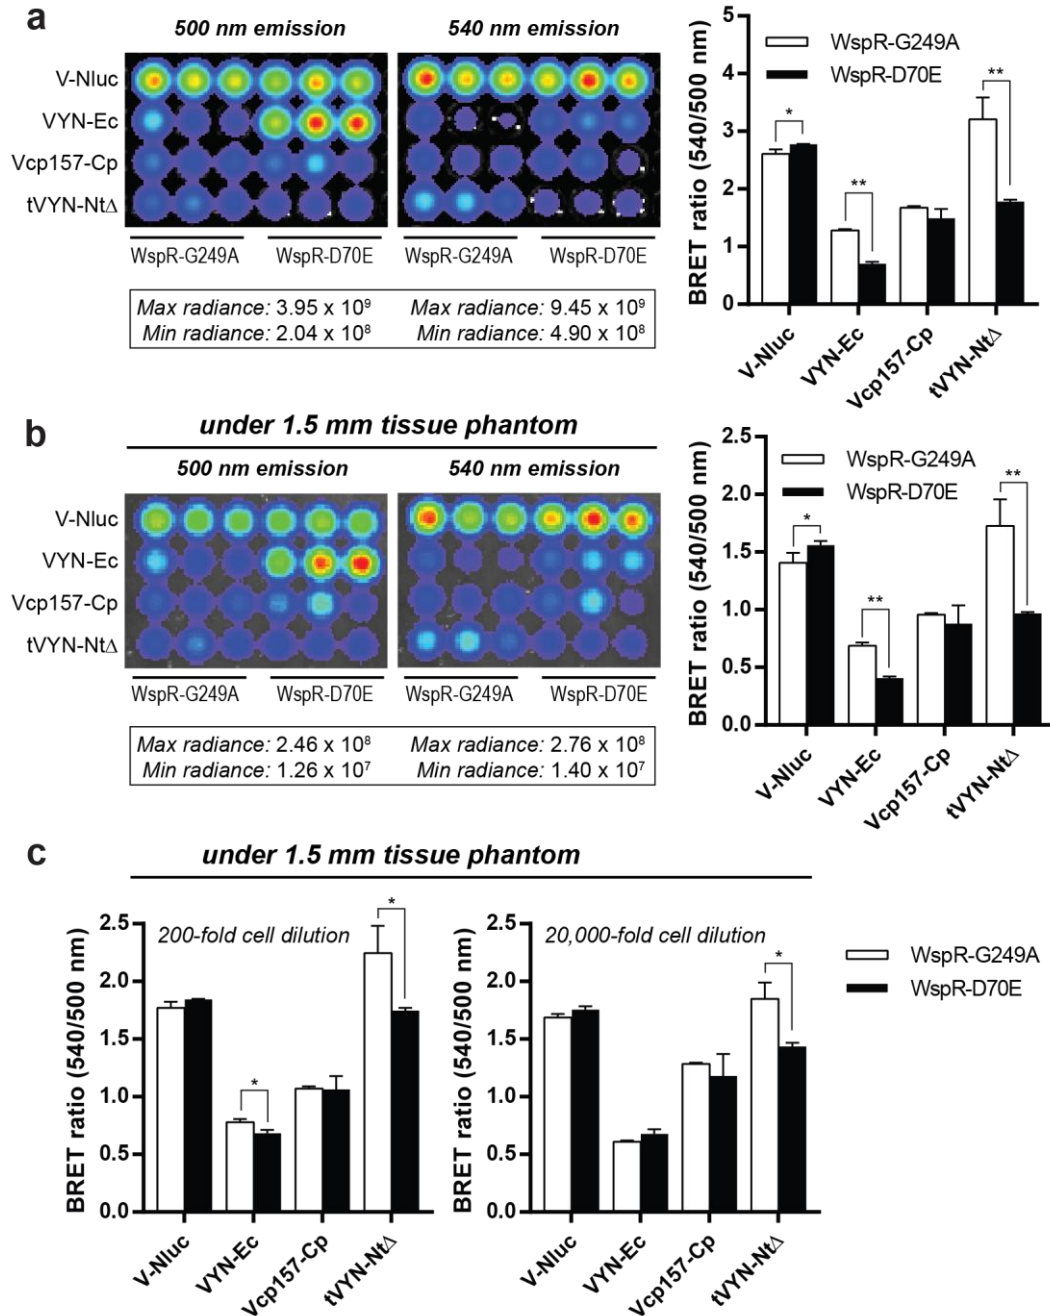 a
500 nm emission
540 nm emission
V-Nluc
VYN-Ec
Vcp157-Cp
tVYN-Nt∆
WspR-G249A
WspR-D70E
WspR-G249A
WspR-D70E
Max radiance: 3.95 x 10⁹
Min radiance: 2.04 x 10⁸
Max radiance: 9.45 x 10⁹
Min radiance: 4.90 x 10⁸
BRET ratio (540/500 nm)
5
4
3
2
1
0
WspR-G249A
WspR-D70E
*
**
**
V-Nluc
VYN-Ec
Vcp157-Cp
tVYN-Nt∆
b
under 1.5 mm tissue phantom
500 nm emission
540 nm emission
V-Nluc
VYN-Ec
Vcp157-Cp
tVYN-Nt∆
WspR-G249A
WspR-D70E
WspR-G249A
WspR-D70E
Max radiance: 2.46 x 10⁸
Min radiance: 1.26 x 10⁷
Max radiance: 2.76 x 10⁸
Min radiance: 1.40 x 10⁷
BRET ratio (540/500 nm)
2.5
2.0
1.5
1.0
0.5
0.0
WspR-G249A
WspR-D70E
*
**
**
V-Nluc
VYN-Ec
Vcp157-Cp
tVYN-Nt∆
c
under 1.5 mm tissue phantom
BRET ratio (540/500 nm)
2.5
2.0
1.5
1.0
0.5
0.0
200-fold cell dilution
*
*
V-Nluc
VYN-Ec
Vcp157-Cp
tVYN-Nt∆
BRET ratio (540/500 nm)
2.5
2.0
1.5
1.0
0.5
0.0
20,000-fold cell dilution
*
V-Nluc
VYN-Ec
Vcp157-Cp
tVYN-Nt∆
WspR-G249A
WspR-D70E